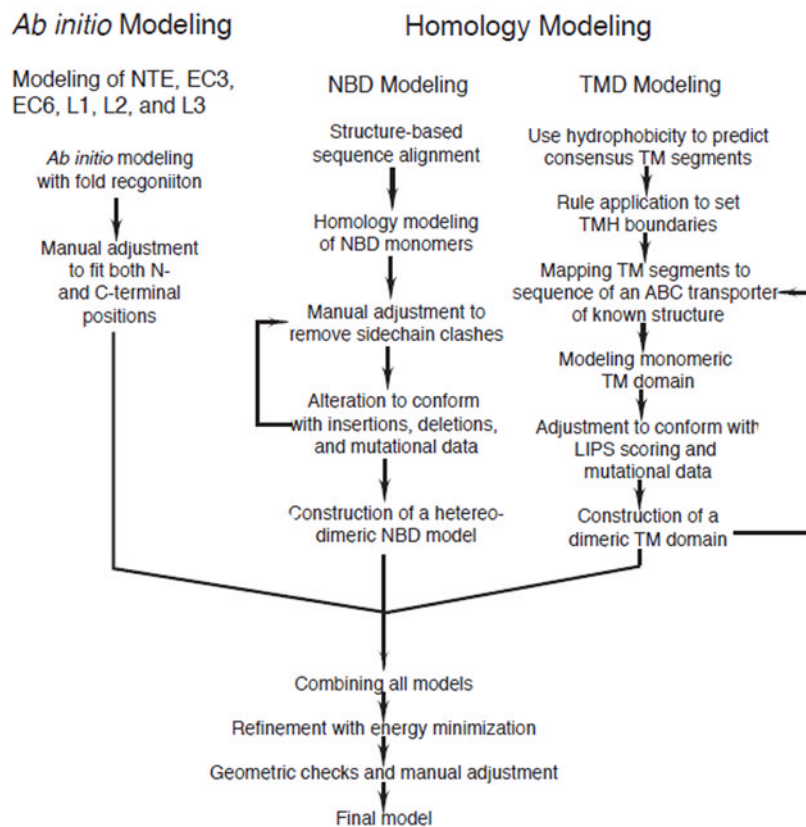 Ab initio Modeling
Modeling of NTE, EC3,
EC6, L1, L2, and L3
Ab initio modeling
with fold recgoniiton
Manual adjustment
to fit both N-
and C-terminal
positions
Homology Modeling
NBD Modeling
Structure-based
sequence alignment
Homology modeling
of NBD monomers
Manual adjustment to
remove sidechain clashes
Alteration to conform
with insertions, deletions,
and mutational data
Construction of a hetereo-
dimeric NBD model
TMD Modeling
Use hydrophobicity to predict
consensus TM segments
Rule application to set
TMH boundaries
Mapping TM segments to
sequence of an ABC transporter
of known structure
Modeling monomeric
TM domain
Adjustment to conform with
LIPS scoring and
mutational data
Construction of a
dimeric TM domain
Combining all models
Refinement with energy minimization
Geometric checks and manual adjustment
Final model